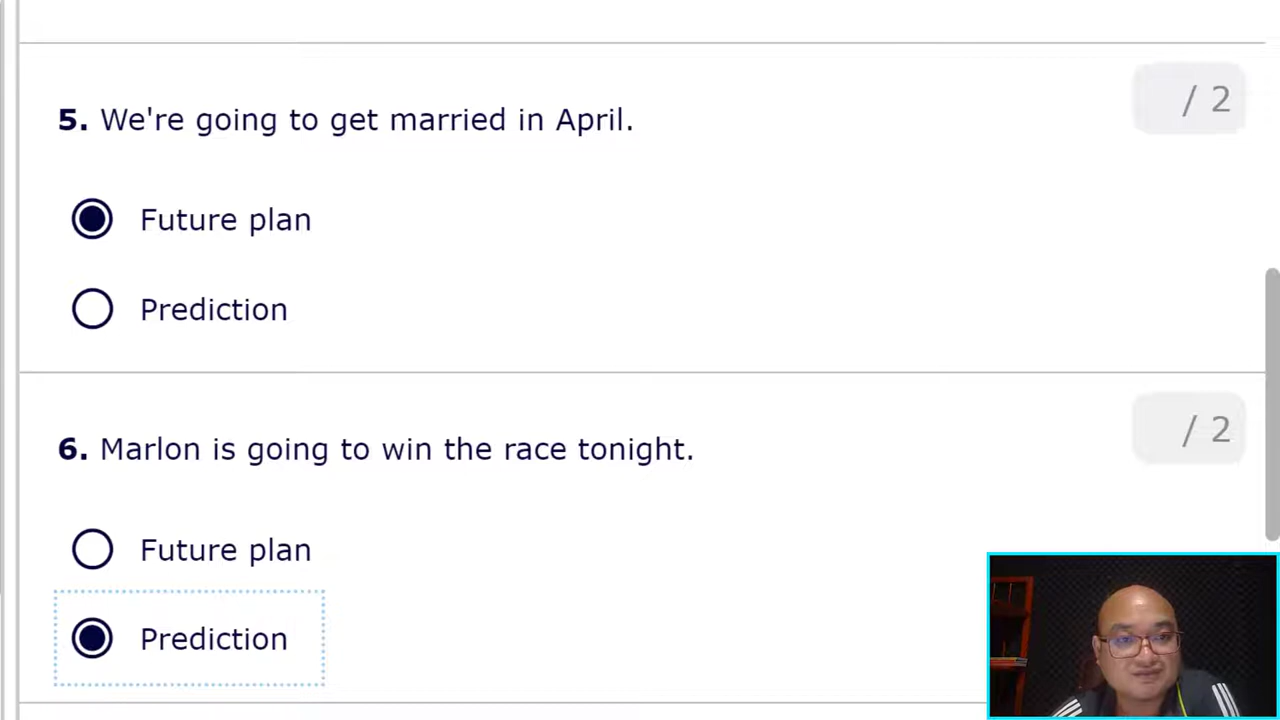 / 2
5. We're going to get married in April.
Future plan
Prediction
/ 2
6. Marlon is going to win the race tonight.
Future plan
Prediction